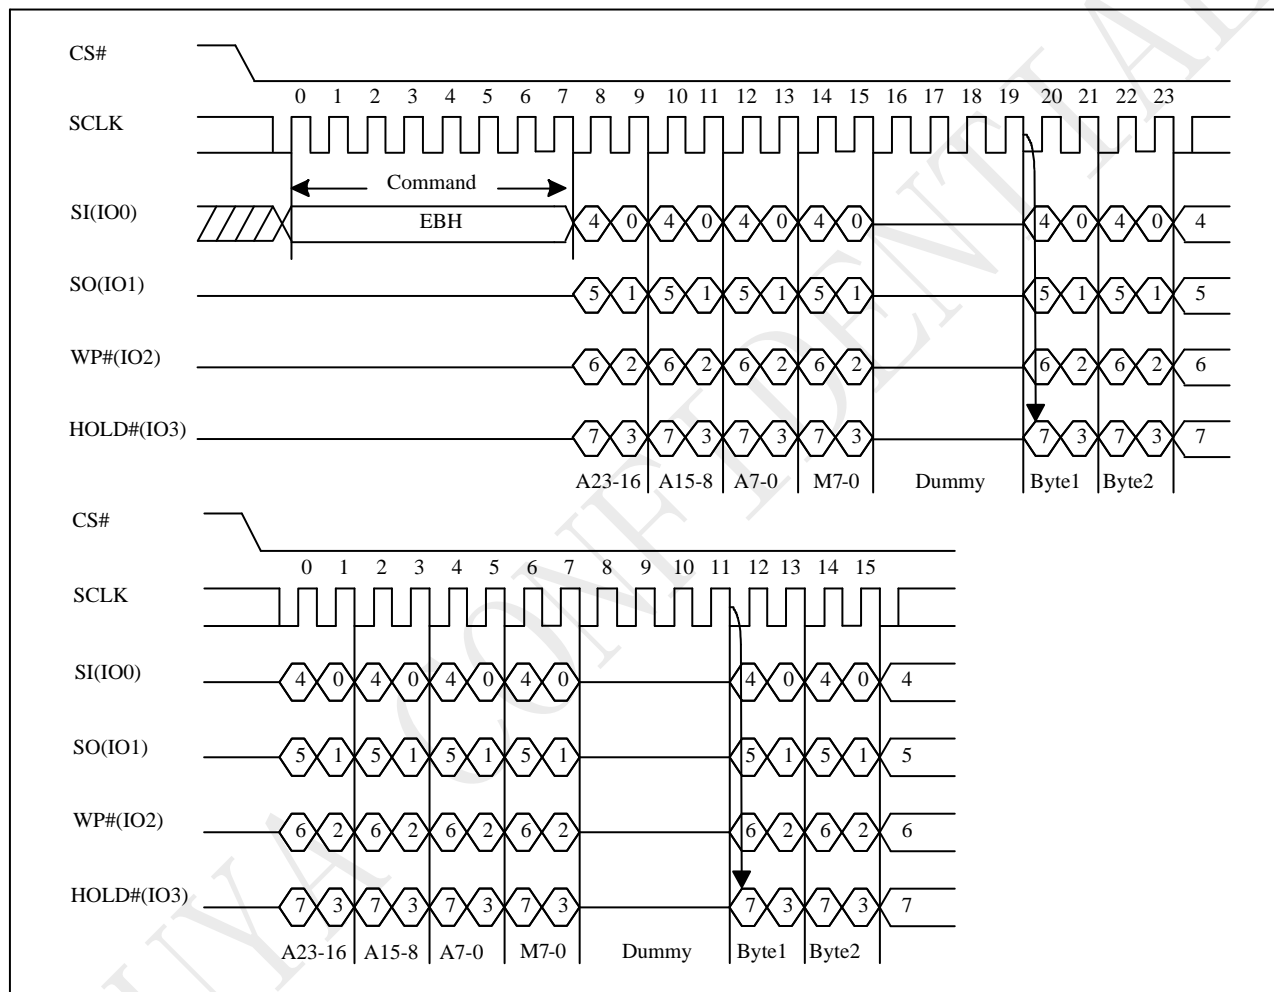 CS#
0 1 2 3 4 5 6 7 8 9 10 11 12 13 14 15 16 17 18 19 20 21 22 23
SCLK
Command
SI(IO0) EBH 4 0 4 0 4 0 4 0 4 0 4 0 4
SO(IO1) 5 1 5 1 5 1 5 1 5 1 5 1 5
WP#(IO2) 6 2 6 2 6 2 6 2 6 2 6 2 6
HOLD#(IO3) 7 3 7 3 7 3 7 3 7 3 7 3 7
A23-16 A15-8 A7-0 M7-0 Dummy Byte1 Byte2
CS#
0 1 2 3 4 5 6 7 8 9 10 11 12 13 14 15
SCLK
SI(IO0) 4 0 4 0 4 0 4 0 4 0 4 0 4
SO(IO1) 5 1 5 1 5 1 5 1 5 1 5 1 5
WP#(IO2) 6 2 6 2 6 2 6 2 6 2 6 2 6
HOLD#(IO3) 7 3 7 3 7 3 7 3 7 3 7 3 7
A23-16 A15-8 A7-0 M7-0 Dummy Byte1 Byte2
UYA CONFIDENTIAL